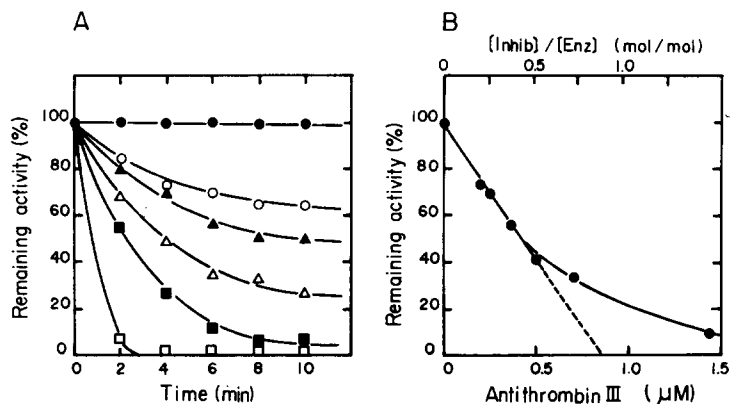 A
Remaining activity (%)
100
80
60
40
20
0
0 2 4 6 8 10
Time (min)
B
[Inhib] / [Enz] (mol/mol)
0 0.5 1.0
Remaining activity (%)
100
80
60
40
20
0
0 0.5 1.0 1.5
Antithrombin III (μM)